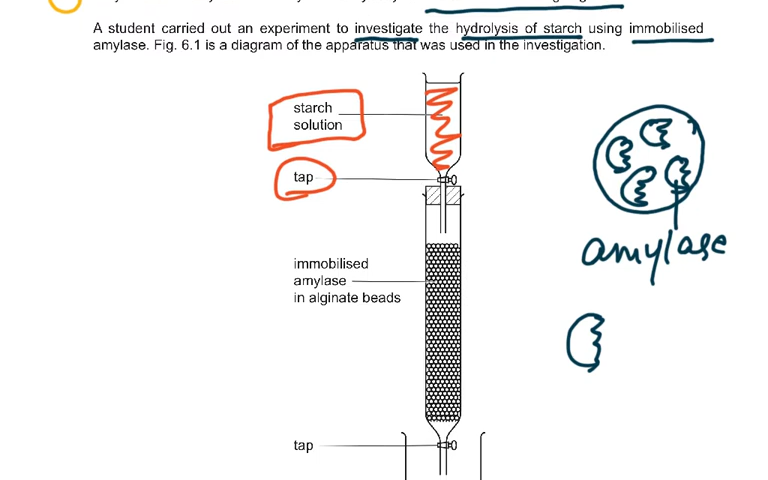 A student carried out an experiment to investigate the hydrolysis of starch using immobilised
amylase. Fig. 6.1 is a diagram of the apparatus that was used in the investigation.
starch
solution
tap
immobilised
amylase
in alginate beads
amylase
tap